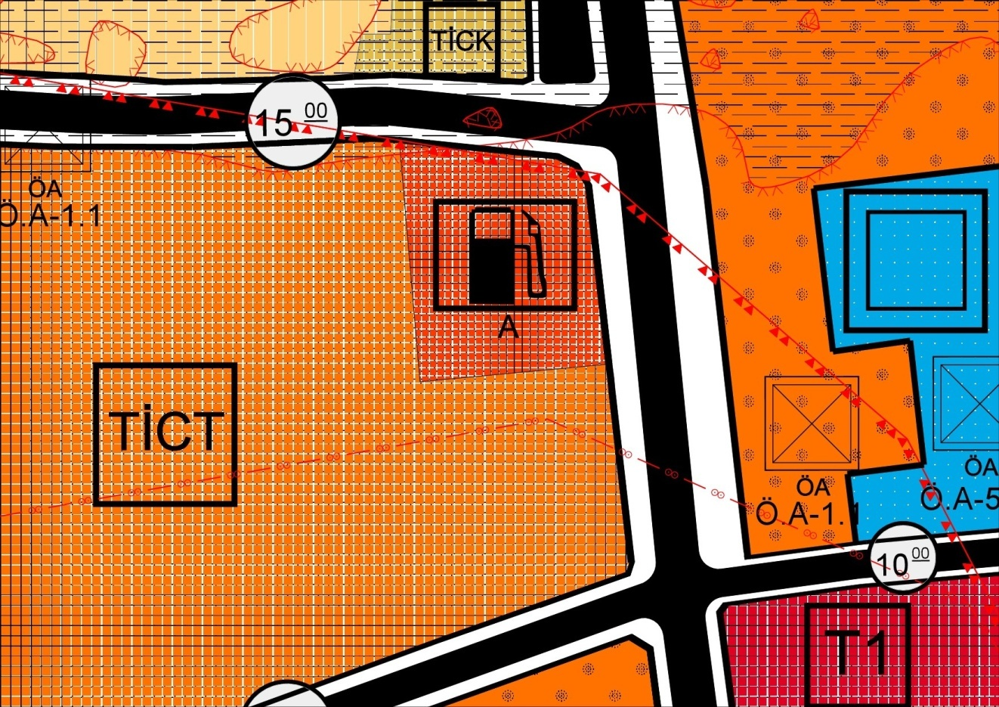 TİCK
15 00
ÖA
Ö.A-1.1
A
TİCT
ÖA
Ö.A-5
ÖA
Ö.A-1.1
10 00
T1